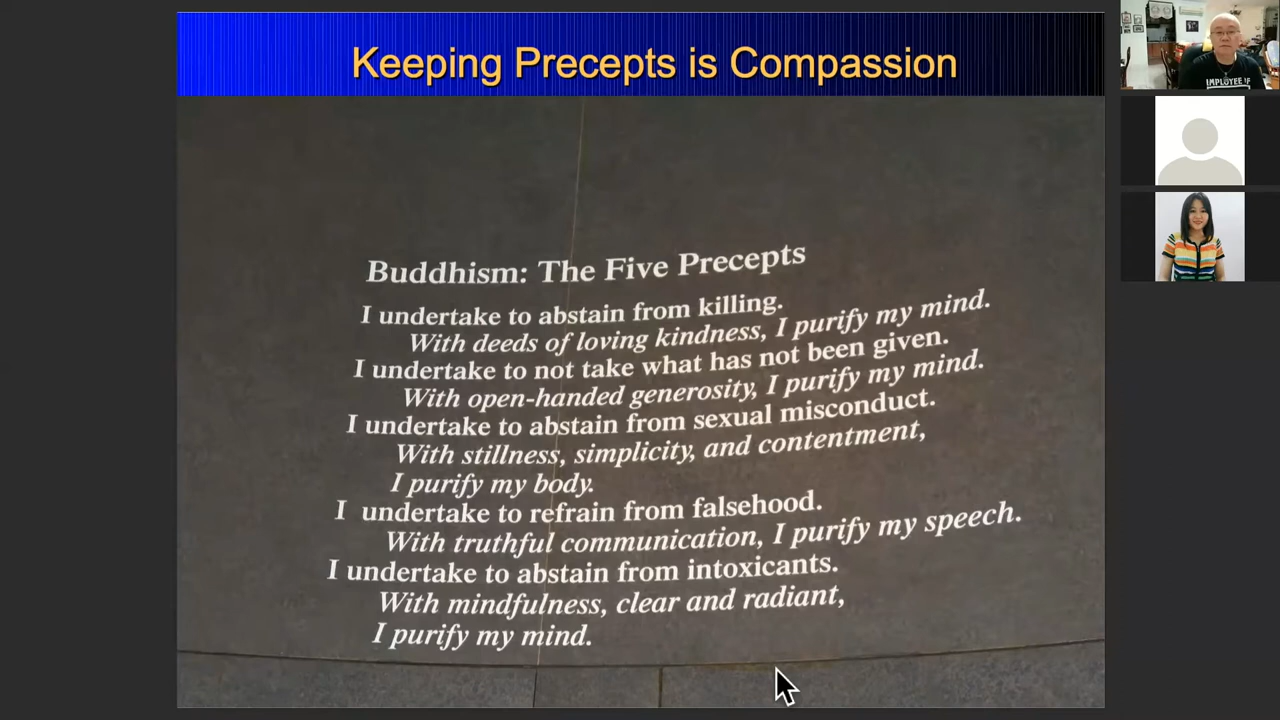 Keeping Precepts is Compassion
Buddhism: The Five Precepts
I undertake to abstain from killing.
With deeds of loving kindness, I purify my mind.
I undertake to not take what has not been given.
With open-handed generosity, I purify my mind.
I undertake to abstain from sexual misconduct.
With stillness, simplicity, and contentment,
I purify my body.
I undertake to refrain from falsehood.
With truthful communication, I purify my speech.
I undertake to abstain from intoxicants.
With mindfulness, clear and radiant,
I purify my mind.
EMPLOYEE OF